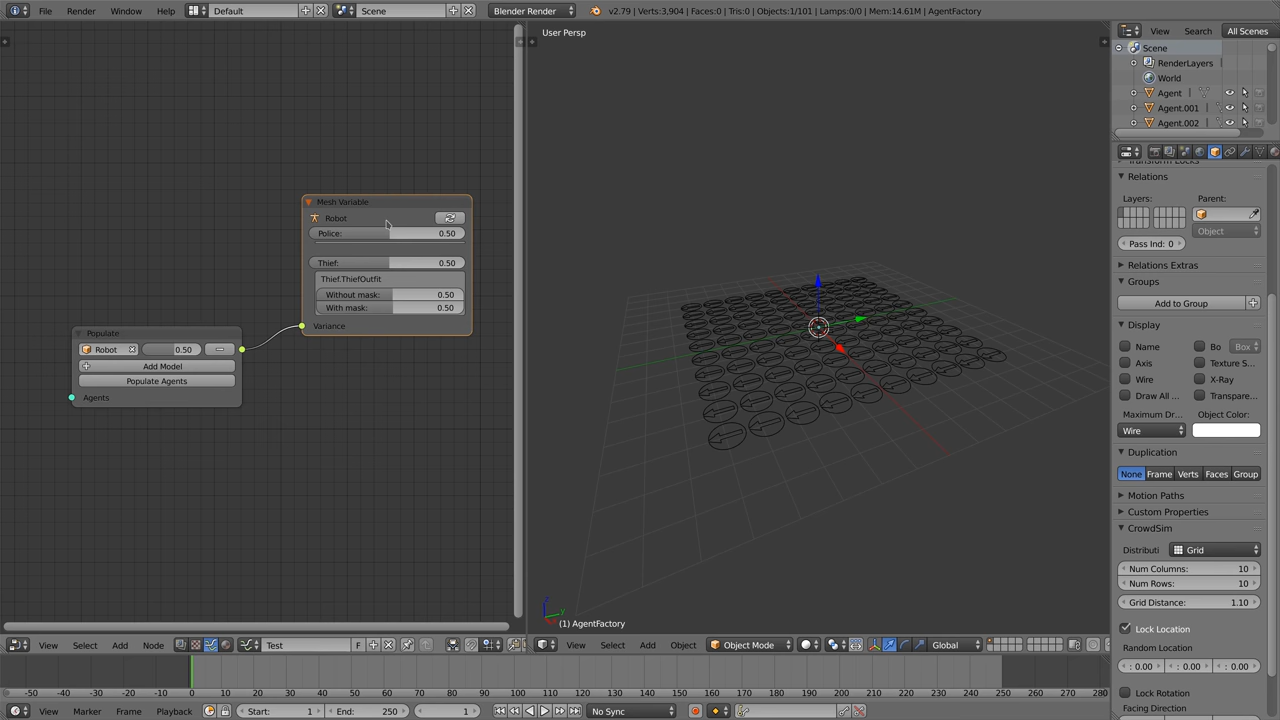 File Render Window Help Default Scene Blender Render v2.79 | Verts:3,904 | Faces:0 | Tris:0 | Objects:1/101 | Lamps:0/0 | Mem:14.61M | AgentFactory
Mesh Variable
Robot
Police: 0.50
Thief: 0.50
Thief.ThiefOutfit
Without mask: 0.50
With mask: 0.50
Variance
Populate
Robot 0.50
Add Model
Populate Agents
Agents
View Select Add Node Test F
User Persp
(1) AgentFactory
View Select Add Object Object Mode Global
View Search All Scenes
Scene
RenderLayers
World
Agent
Agent.001
Agent.002
Relations
Layers: Parent:
Pass Ind: 0 Object
Relations Extras
Groups
Add to Group
Display
Name Bo Box
Axis Texture S...
Wire X-Ray
Draw All ... Transpare...
Maximum Dr... Object Color:
Wire
Duplication
None Frame Verts Faces Group
Motion Paths
Custom Properties
CrowdSim
Distributi Grid
Num Columns: 10
Num Rows: 10
Grid Distance: 1.10
Lock Location
Random Location
: 0.00 : 0.00 : 0.00
Lock Rotation
Facing Direction
-50 -40 -30 -20 -10 0 10 20 30 40 50 60 70 80 90 100 110 120 130 140 150 160 170 180 190 200 210 220 230 240 250 260 270 280
View Marker Frame Playback Start: 1 End: 250 1 No Sync